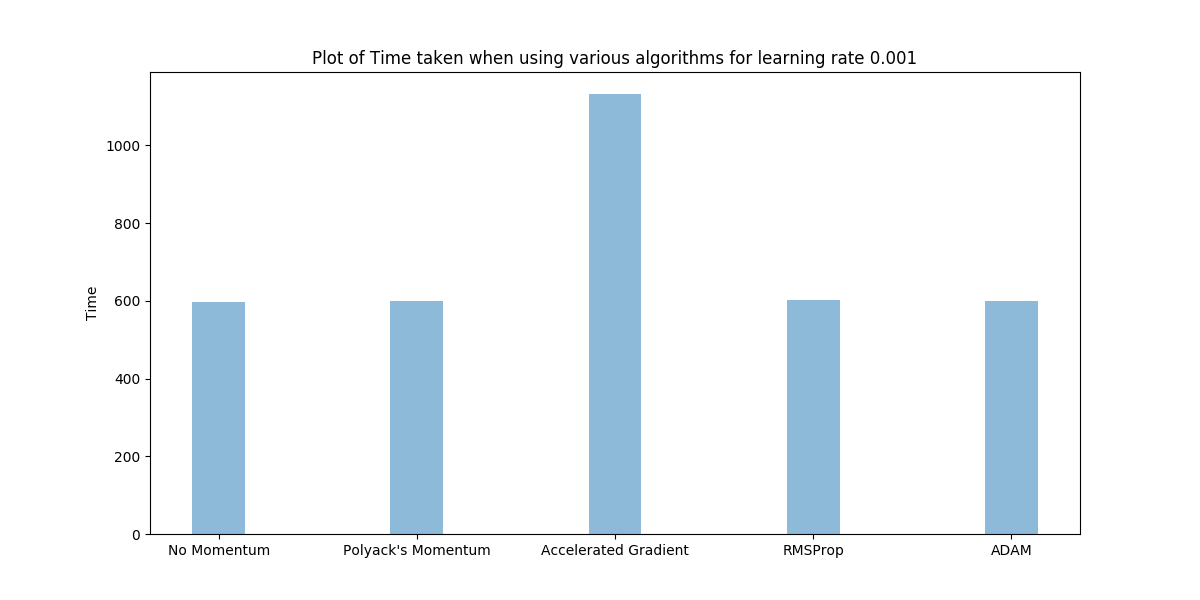 Plot of Time taken when using various algorithms for learning rate 0.001
Time
1000
800
600
400
200
0
No Momentum
Polyack's Momentum
Accelerated Gradient
RMSProp
ADAM